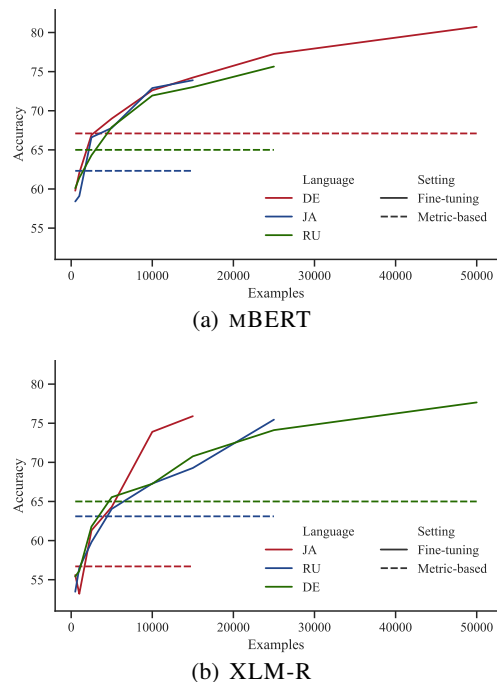 80
75
70
65
60
55
Accuracy
Language Setting
DE Fine-tuning
JA Metric-based
RU
0 10000 20000 30000 40000 50000
Examples
(a) MBERT
80
75
70
65
60
55
Accuracy
Language Setting
JA Fine-tuning
RU Metric-based
DE
0 10000 20000 30000 40000 50000
Examples
(b) XLM-R